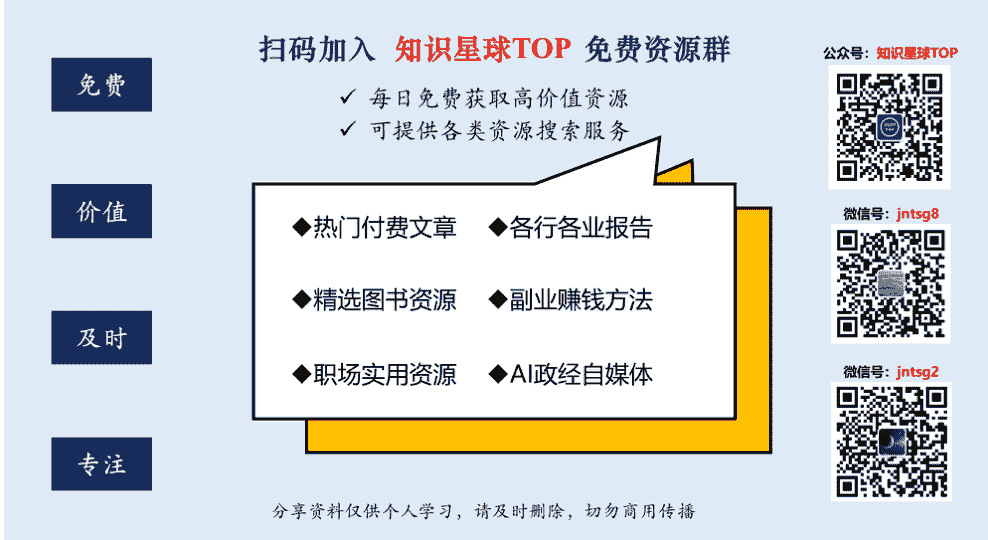 扫码加入 知识星球TOP 免费资源群
✓ 每日免费获取高价值资源
✓ 可提供各类资源搜索服务
免费
价值
及时
专注
◆热门付费文章 ◆各行各业报告
◆精选图书资源 ◆副业赚钱方法
◆职场实用资源 ◆AI政经自媒体
公众号：知识星球TOP
微信号：jntsg8
微信号：jntsg2
分享资料仅供个人学习，请及时删除，切勿商用传播